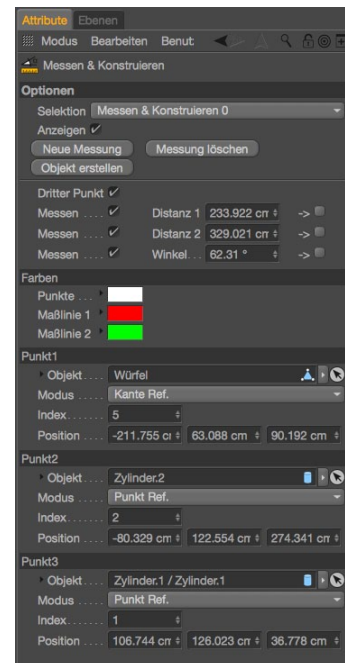 Attribute Ebenen
Modus Bearbeiten Benut
Messen & Konstruieren
Optionen
Selektion Messen & Konstruieren 0
Anzeigen
Neue Messung Messung löschen
Objekt erstellen
Dritter Punkt
Messen .... Distanz 1 233.922 cm ->
Messen .... Distanz 2 329.021 cm ->
Messen .... Winkel... 62.31 ° ->
Farben
Punkte ...
Maßlinie 1
Maßlinie 2
Punkt1
Objekt.... Würfel
Modus ..... Kante Ref.
Index....... 5
Position .... -211.755 cm 63.088 cm 90.192 cm
Punkt2
Objekt.... Zylinder.2
Modus ..... Punkt Ref.
Index....... 2
Position .... -80.329 cm 122.554 cm 274.341 cm
Punkt3
Objekt.... Zylinder.1 / Zylinder.1
Modus ..... Punkt Ref.
Index....... 1
Position .... 106.744 cm 126.023 cm 36.778 cm